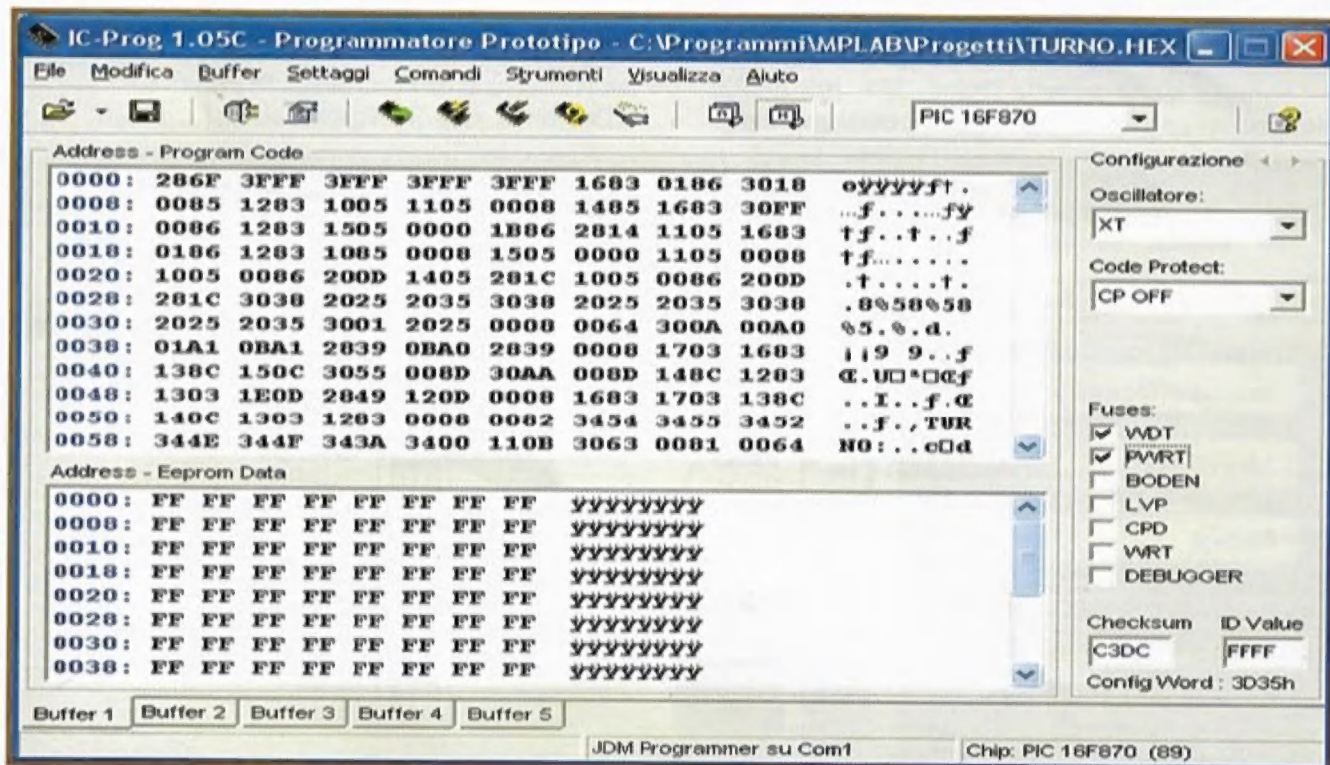 IC-Prog 1.05C - Programmatore Prototipo - C:\Programmi\MPLAB\Progetti\TURNO.HEX
File Modifica Buffer Settaggi Comandi Strumenti Visualizza Aiuto
PIC 16F870
Address - Program Code
0000: 286F 3FFF 3FFF 3FFF 3FFF 1683 0186 3018 oÿÿÿÿƒ†.
0008: 0085 1283 1005 1105 0008 1485 1683 30FF …ƒ....…ƒÿ
0010: 0086 1283 1505 0000 1B86 2814 1105 1683 †ƒ..†..ƒ
0018: 0186 1283 1085 0008 1505 0000 1105 0008 †ƒ….....
0020: 1005 0086 200D 1405 281C 1005 0086 200D .†....†.
0028: 281C 3038 2025 2035 3038 2025 2035 3038 .8%58%58
0030: 2025 2035 3001 2025 0008 0064 300A 00A0 %5.%.d.
0038: 01A1 0BA1 2839 0BA0 2839 0008 1703 1683 ¡¡9 9..ƒ
0040: 138C 150C 3055 008D 30AA 008D 148C 1283 Œ.U□ª□Œƒ
0048: 1303 1E0D 2849 120D 0008 1683 1703 138C ..I..ƒ.Œ
0050: 140C 1303 1283 0008 0082 3454 3455 3452 ..ƒ.‚TUR
0058: 344E 344F 343A 3400 110B 3063 0081 0064 NO:..c□d
Address - Eeprom Data
0000: FF FF FF FF FF FF FF FF ÿÿÿÿÿÿÿÿ
0008: FF FF FF FF FF FF FF FF ÿÿÿÿÿÿÿÿ
0010: FF FF FF FF FF FF FF FF ÿÿÿÿÿÿÿÿ
0018: FF FF FF FF FF FF FF FF ÿÿÿÿÿÿÿÿ
0020: FF FF FF FF FF FF FF FF ÿÿÿÿÿÿÿÿ
0028: FF FF FF FF FF FF FF FF ÿÿÿÿÿÿÿÿ
0030: FF FF FF FF FF FF FF FF ÿÿÿÿÿÿÿÿ
0038: FF FF FF FF FF FF FF FF ÿÿÿÿÿÿÿÿ
Buffer 1 Buffer 2 Buffer 3 Buffer 4 Buffer 5
Configurazione
Oscillatore:
XT
Code Protect:
CP OFF
Fuses:
WDT
PWRT
BODEN
LVP
CPD
WRT
DEBUGGER
Checksum ID Value
C3DC FFFF
Config Word : 3D35h
JDM Programmer su Com1 Chip: PIC 16F870 (89)